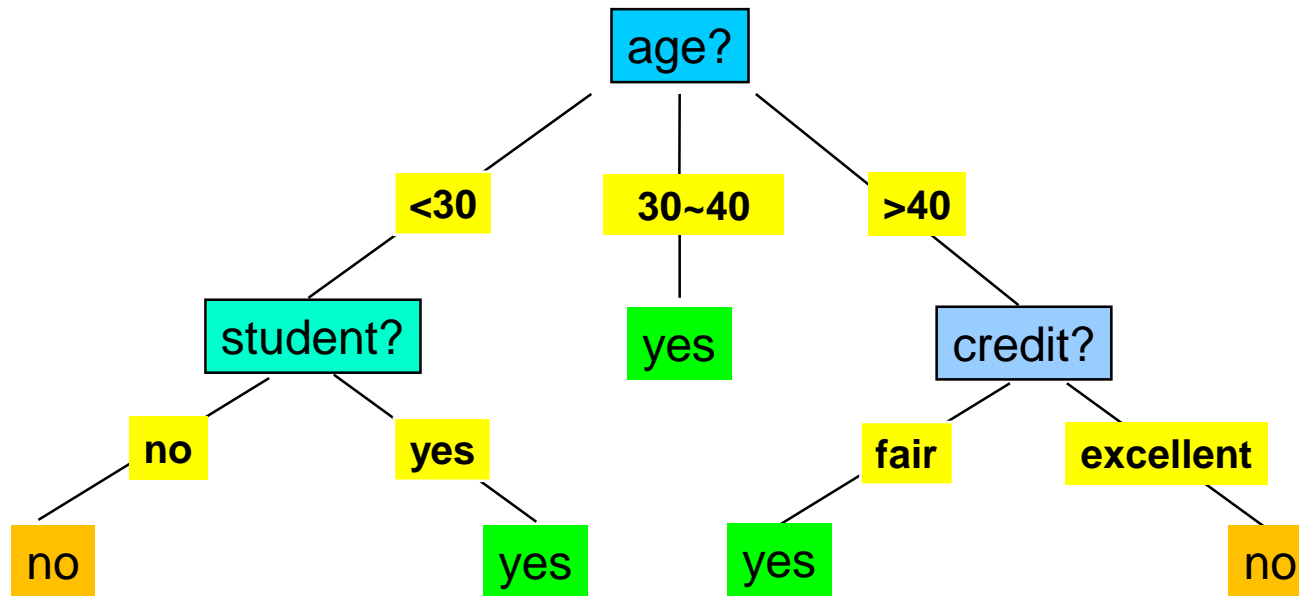 age?
<30
30~40
>40
student?
yes
credit?
no
yes
fair
excellent
no
yes
yes
no